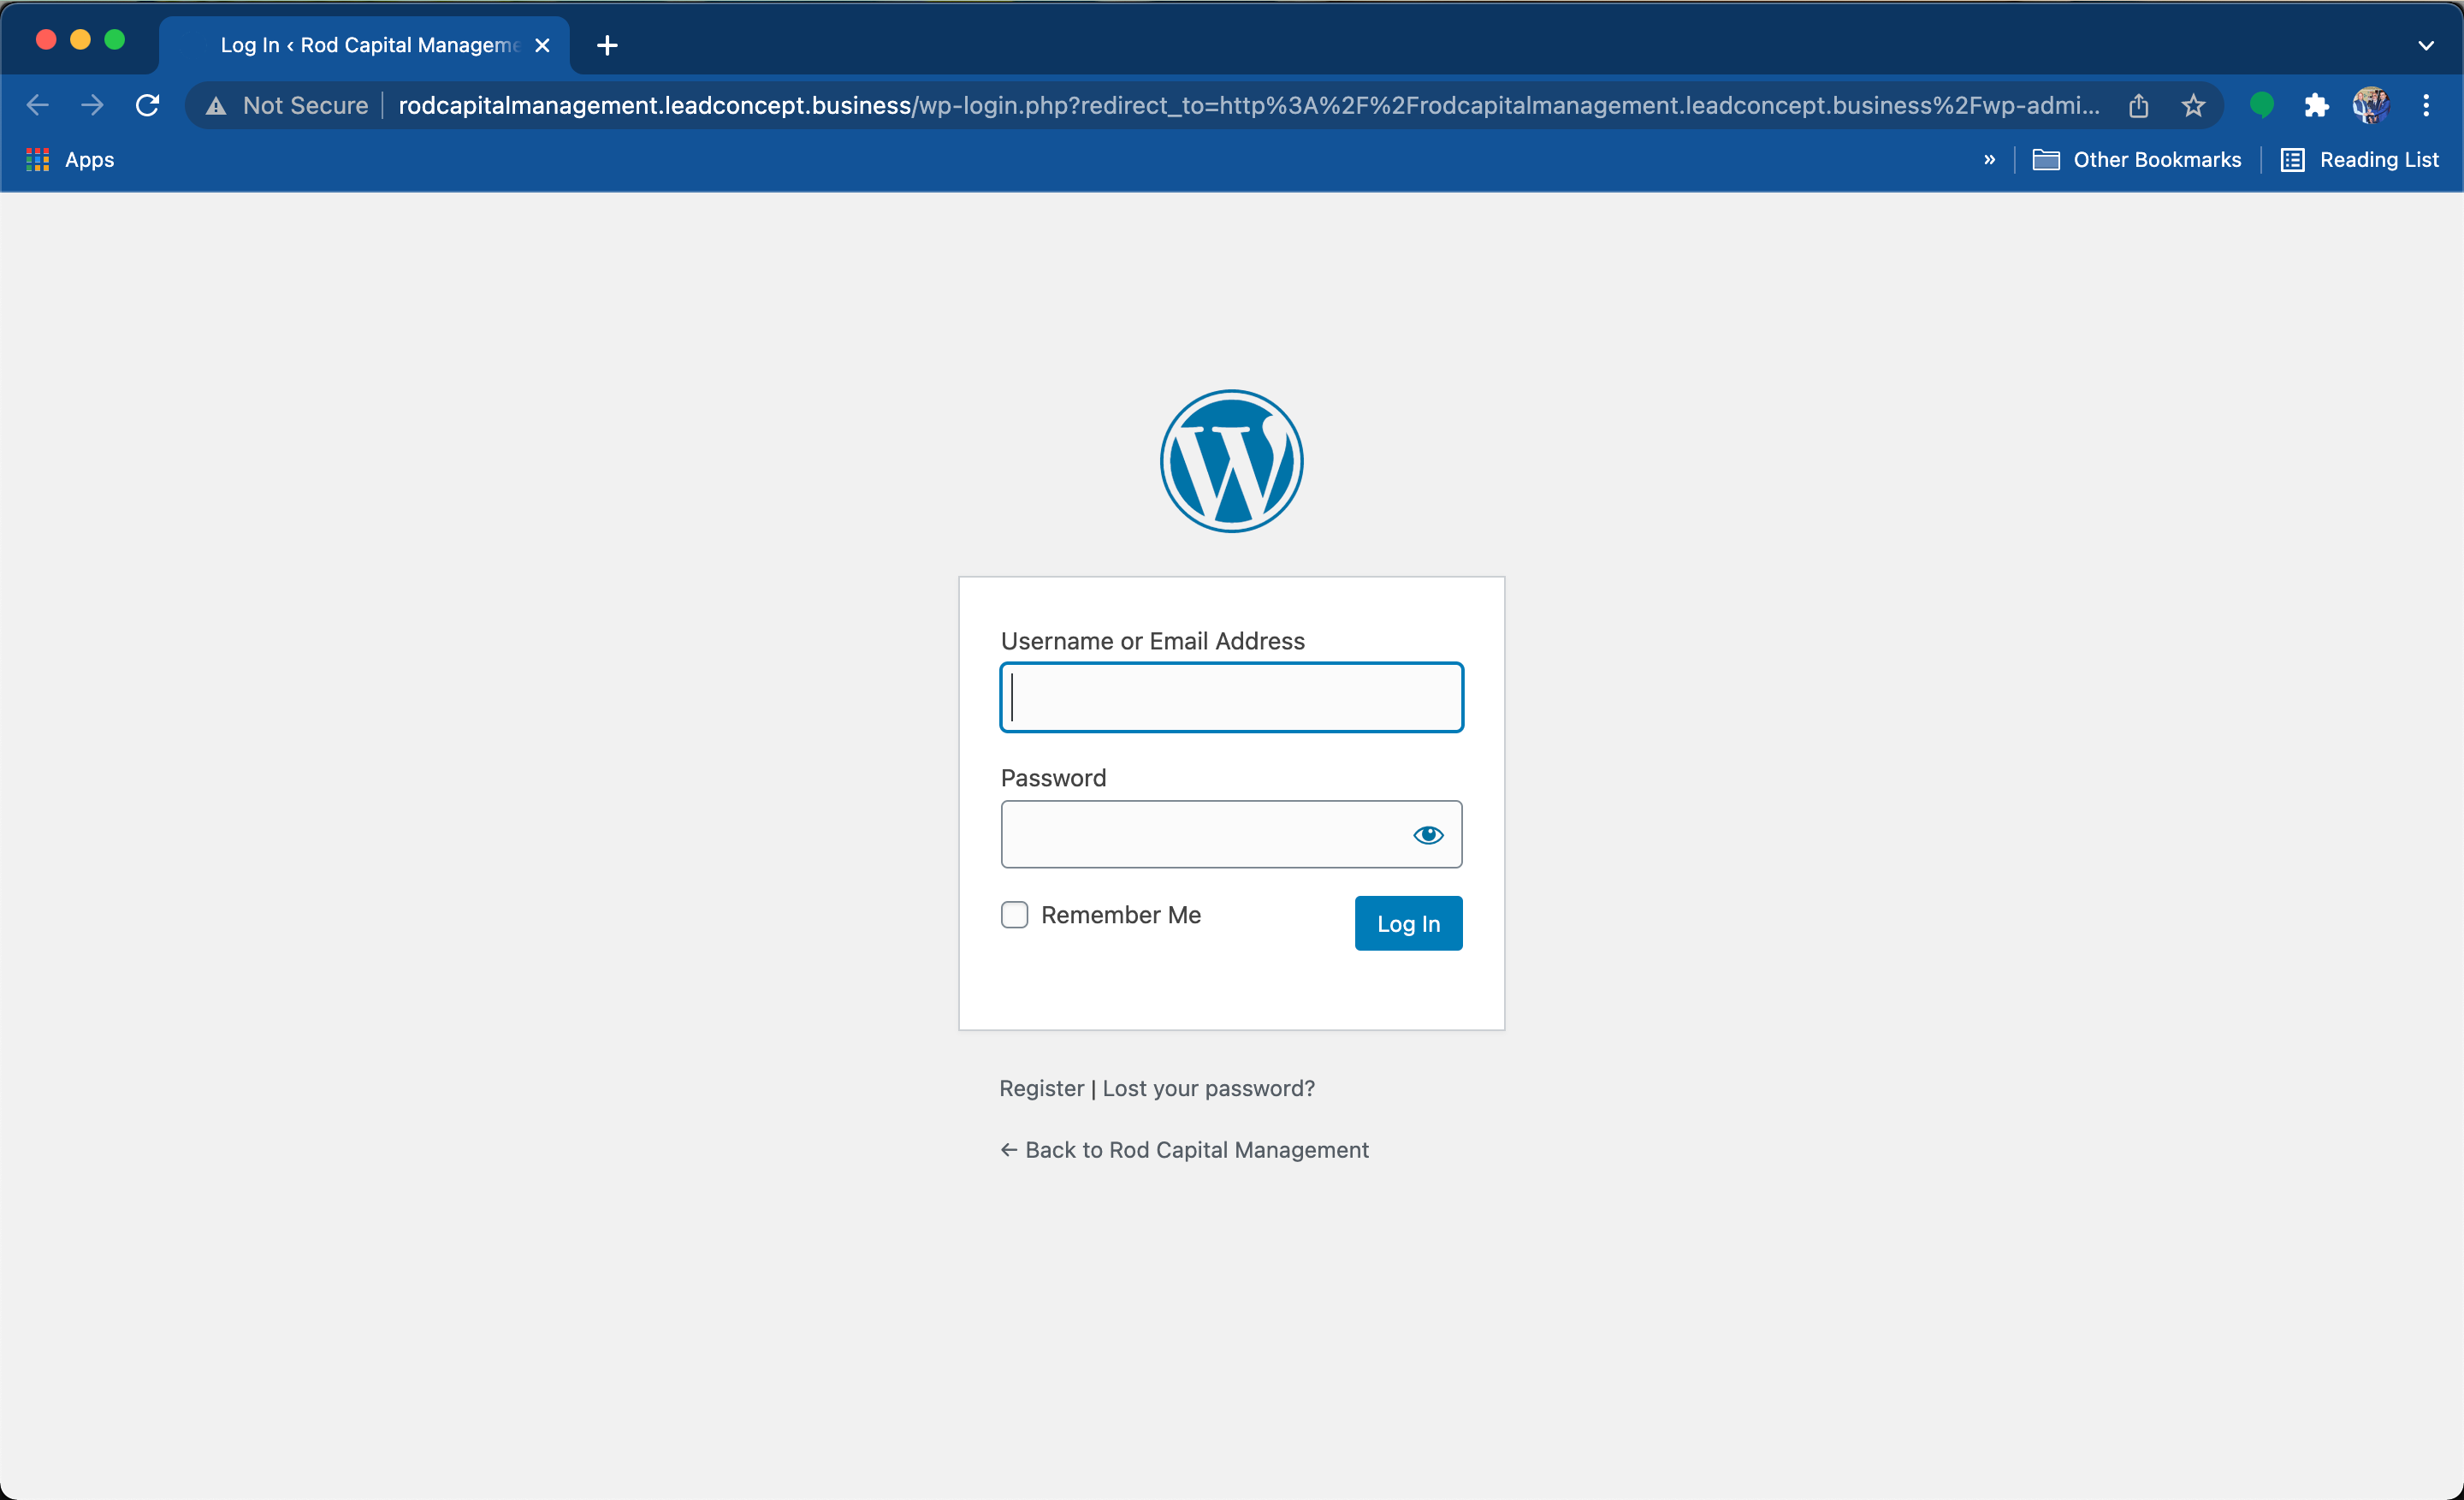 Log In ‹ Rod Capital Manageme
Not Secure
rodcapitalmanagement.leadconcept.business/wp-login.php?redirect_to=http%3A%2F%2Frodcapitalmanagement.leadconcept.business%2Fwp-admi...
Apps
» Other Bookmarks
Reading List
Username or Email Address
Password
Remember Me
Log In
Register | Lost your password?
← Back to Rod Capital Management